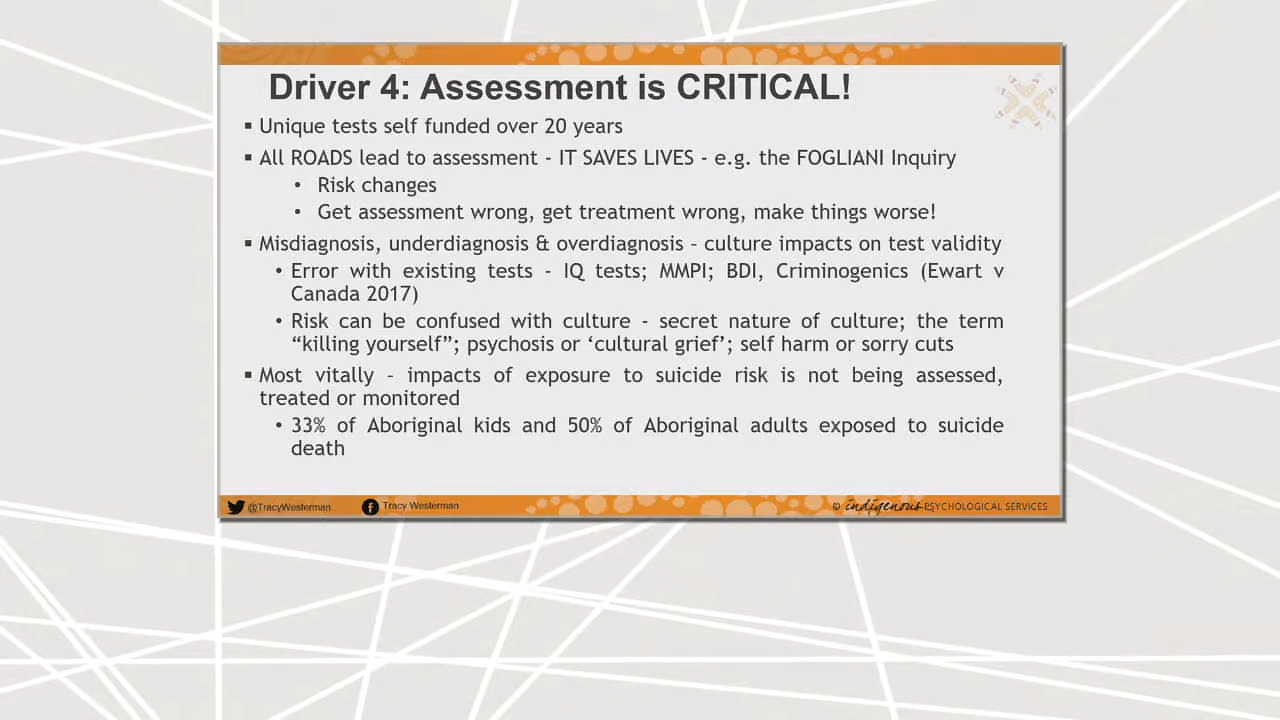 Driver 4: Assessment is CRITICAL!
▪ Unique tests self funded over 20 years
▪ All ROADS lead to assessment - IT SAVES LIVES - e.g. the FOGLIANI Inquiry
• Risk changes
• Get assessment wrong, get treatment wrong, make things worse!
▪ Misdiagnosis, underdiagnosis & overdiagnosis – culture impacts on test validity
• Error with existing tests - IQ tests; MMPI; BDI, Criminogenics (Ewart v
Canada 2017)
• Risk can be confused with culture - secret nature of culture; the term
“killing yourself”; psychosis or ‘cultural grief’; self harm or sorry cuts
▪ Most vitally – impacts of exposure to suicide risk is not being assessed,
treated or monitored
• 33% of Aboriginal kids and 50% of Aboriginal adults exposed to suicide
death
@TracyWesterman Tracy Westerman © indigenous PSYCHOLOGICAL SERVICES